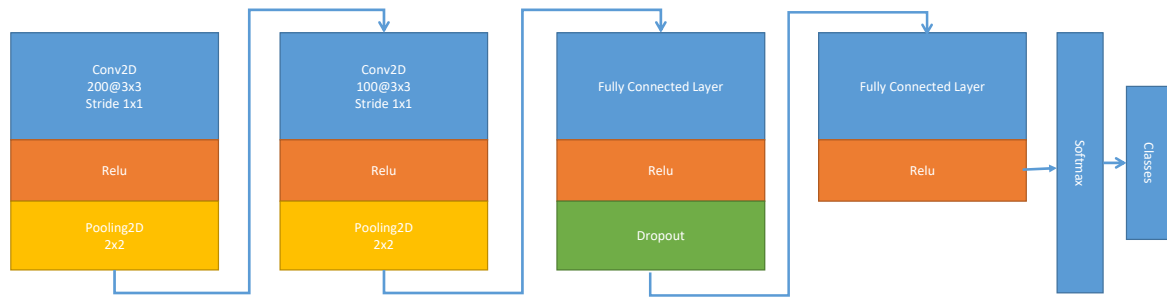 Conv2D
200@3x3
Stride 1x1
Relu
Pooling2D
2x2
Conv2D
100@3x3
Stride 1x1
Relu
Pooling2D
2x2
Fully Connected Layer
Relu
Dropout
Fully Connected Layer
Relu
Softmax
Classes